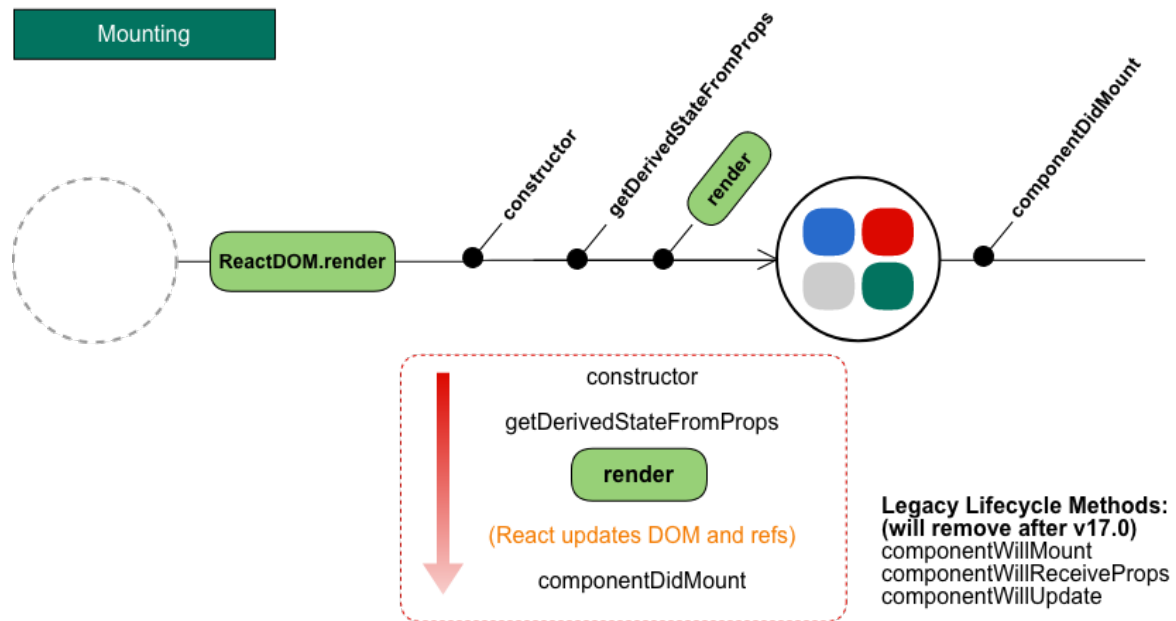 Mounting
ReactDOM.render
constructor
getDerivedStateFromProps
render
componentDidMount
constructor
getDerivedStateFromProps
render
(React updates DOM and refs)
componentDidMount
Legacy Lifecycle Methods:
(will remove after v17.0)
componentWillMount
componentWillReceiveProps
componentWillUpdate